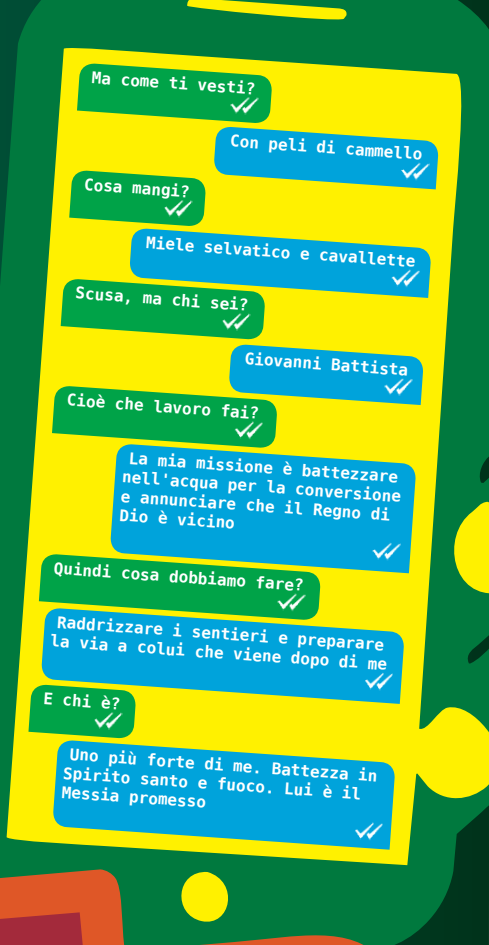 Ma come ti vesti?
Con peli di cammello
Cosa mangi?
Miele selvatico e cavallette
Scusa, ma chi sei?
Giovanni Battista
Cioè che lavoro fai?
La mia missione è battezzare
nell'acqua per la conversione
e annunciare che il Regno di
Dio è vicino
Quindi cosa dobbiamo fare?
Raddrizzare i sentieri e preparare
la via a colui che viene dopo di me
E chi è?
Uno più forte di me. Battezza in
Spirito santo e fuoco. Lui è il
Messia promesso